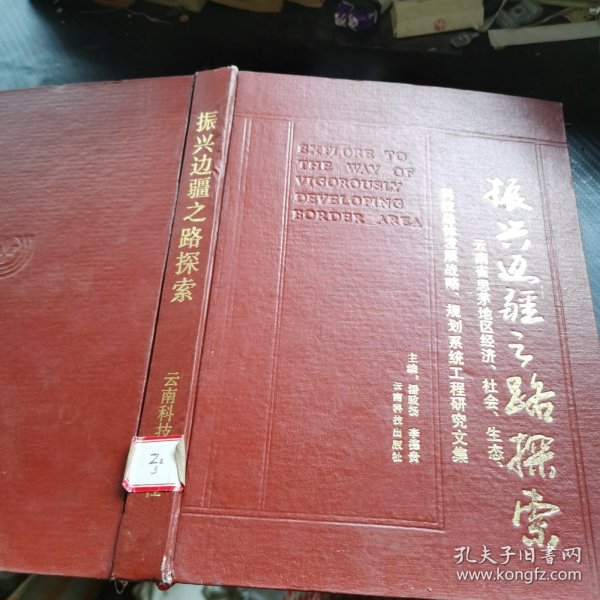 振兴边疆之路探索
云南科技
Z2
3
EXPLORE TO
THE WAY OF
VIGOROUSLY
DEVELOPING
BORDER AREA
振兴边疆之路探索
云南省思茅地区经济、社会、生态、
科技总体发展战略、规划系统工程研究文集
主编:
云南科技出版社
孔夫子旧书网
www.kongfz.com